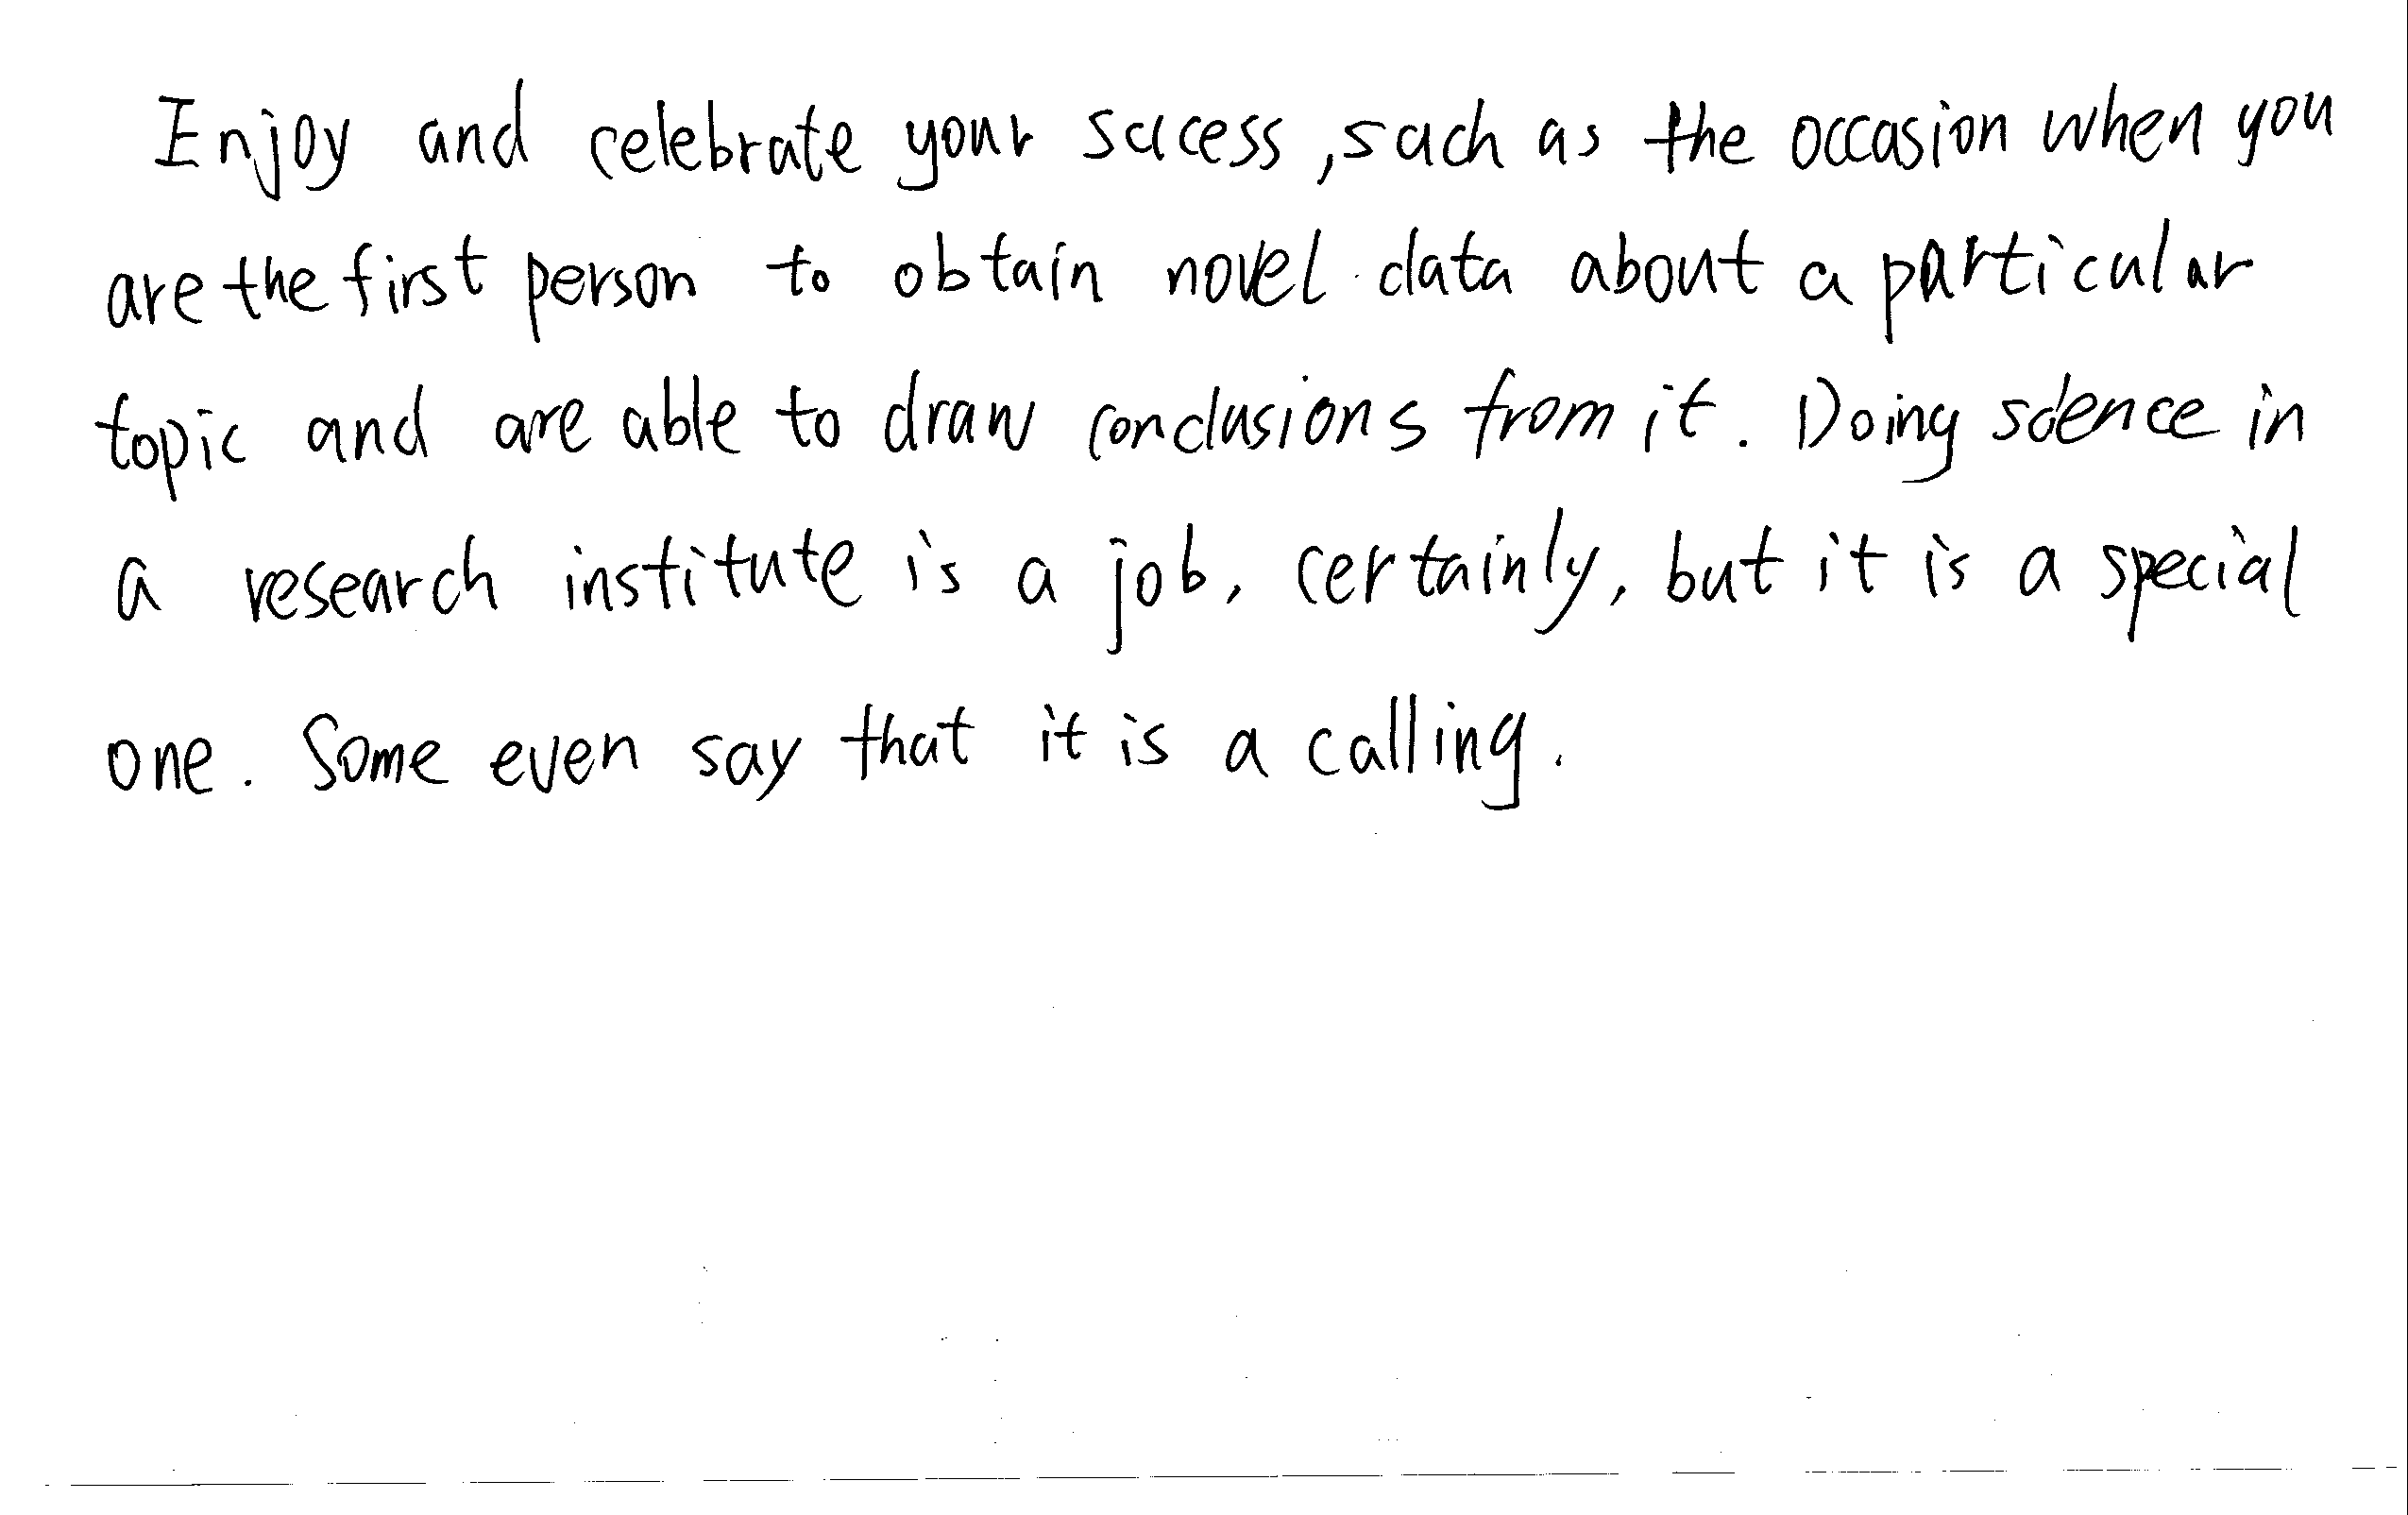 Enjoy and celebrate your sucess, such as the occasion when you
are the first person to obtain novel data about a particular
topic and are able to draw conclusions from it. Doing science in
a research institute is a job, certainly, but it is a special
one. Some even say that it is a calling.